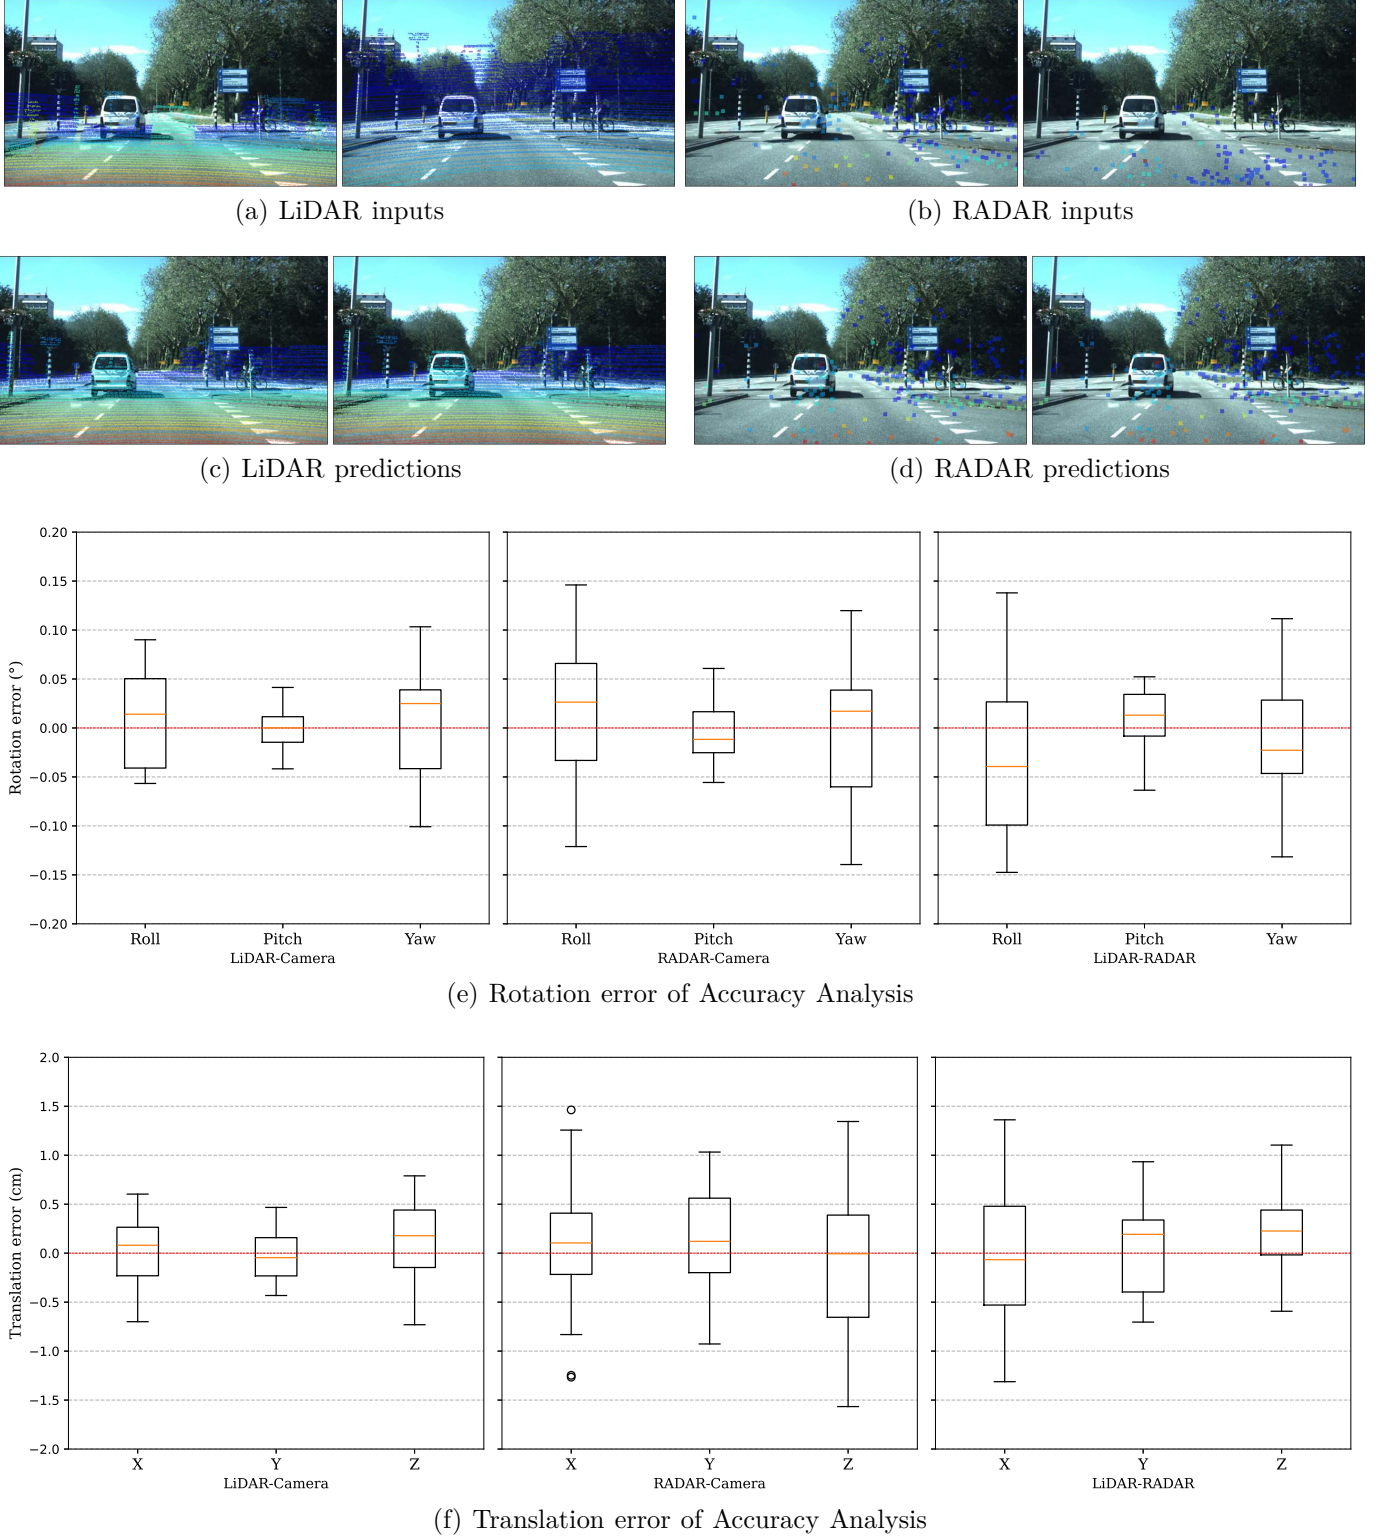 (a) LiDAR inputs
(b) RADAR inputs
(c) LiDAR predictions
(d) RADAR predictions
0.20
0.15
0.10
0.05
0.00
−0.05
−0.10
−0.15
−0.20
Rotation error (°)
Roll Pitch Yaw
LiDAR-Camera
Roll Pitch Yaw
RADAR-Camera
Roll Pitch Yaw
LiDAR-RADAR
(e) Rotation error of Accuracy Analysis
2.0
1.5
1.0
0.5
0.0
−0.5
−1.0
−1.5
−2.0
Translation error (cm)
X Y Z
LiDAR-Camera
X Y Z
RADAR-Camera
X Y Z
LiDAR-RADAR
(f) Translation error of Accuracy Analysis